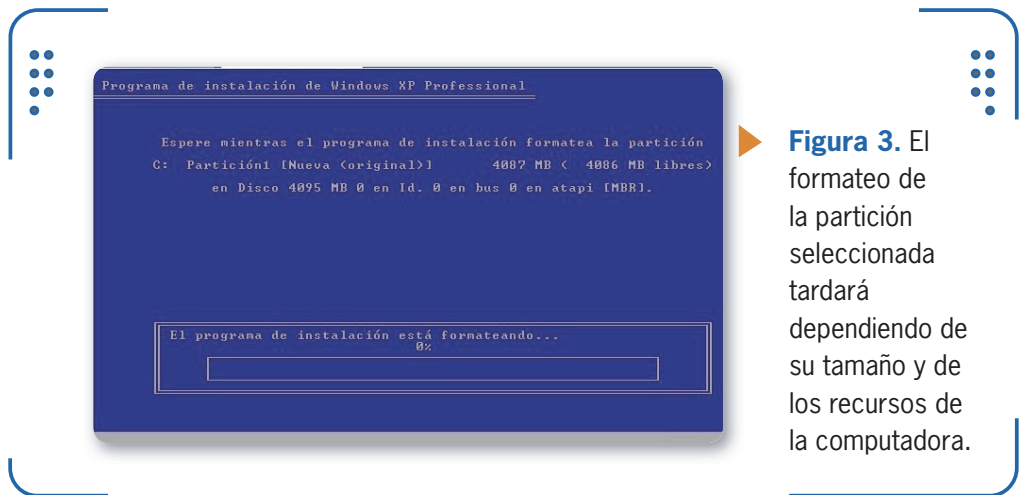 Programa de instalación de Windows XP Professional
Espere mientras el programa de instalación formatea la partición
C: Partición1 [Nueva (original)] 4087 MB ( 4086 MB libres)
en Disco 4095 MB 0 en Id. 0 en bus 0 en atapi [MBR].
El programa de instalación está formateando...
0%
Figura 3. El
formateo de
la partición
seleccionada
tardará
dependiendo de
su tamaño y de
los recursos de
la computadora.